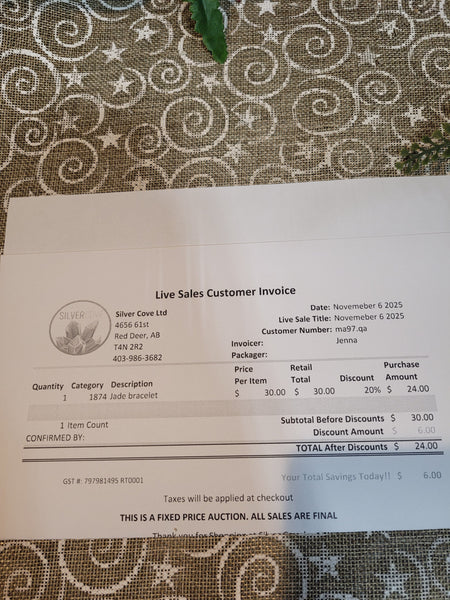 Live Sales Customer Invoice
SILVERCOVE
Silver Cove Ltd
4656 61st
Red Deer, AB
T4N 2R2
403-986-3682
Date: Novemeber 6 2025
Live Sale Title: Novemeber 6 2025
Customer Number: ma97.qa
Invoicer: Jenna
Packager:
Quantity Category Description Price Per Item Retail Total Discount Purchase Amount
1 1874 Jade bracelet $ 30.00 $ 30.00 20% $ 24.00
1 Item Count
Subtotal Before Discounts $ 30.00
CONFIRMED BY:
Discount Amount $ 6.00
TOTAL After Discounts $ 24.00
GST #: 797981495 RT0001
Your Total Savings Today!! $ 6.00
Taxes will be applied at checkout
THIS IS A FIXED PRICE AUCTION. ALL SALES ARE FINAL